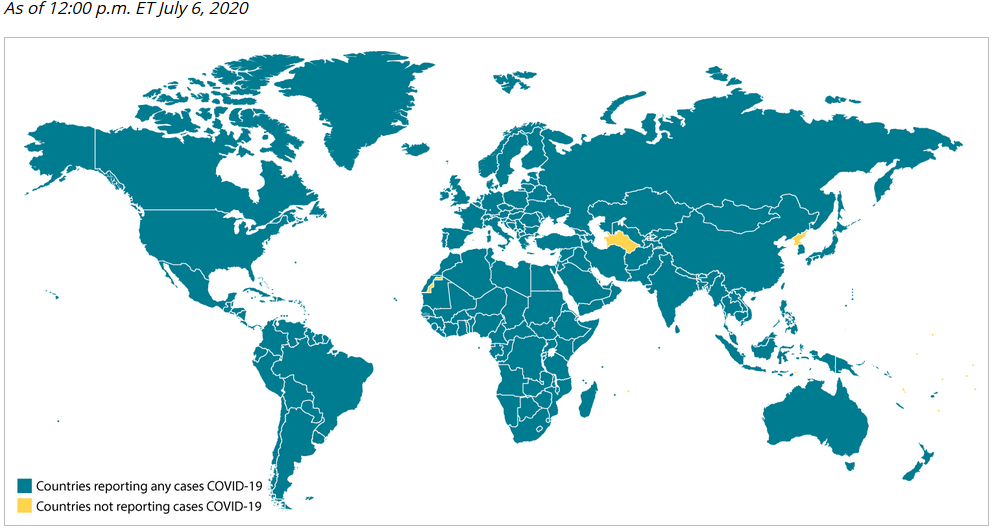 As of 12:00 p.m. ET July 6, 2020
Countries reporting any cases COVID-19
Countries not reporting cases COVID-19